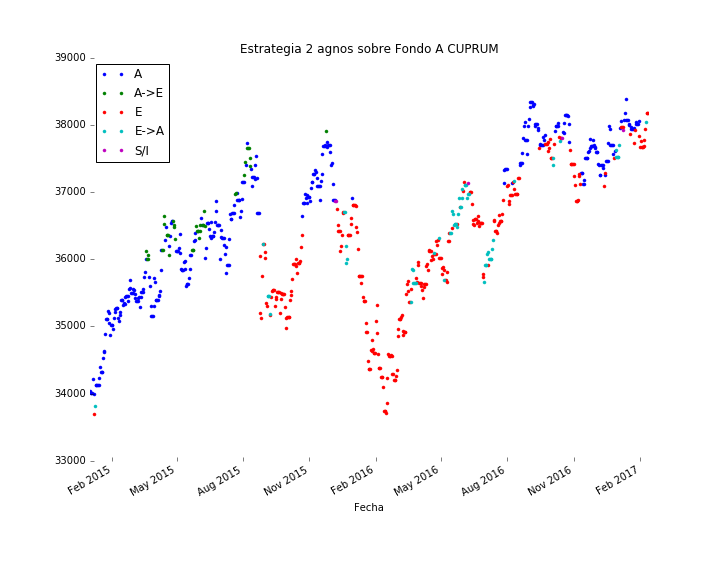 Estrategia 2 agnos sobre Fondo A CUPRUM
39000
38000
37000
36000
35000
34000
33000
A
A->E
E
E->A
S/I
Feb 2015
May 2015
Aug 2015
Nov 2015
Feb 2016
May 2016
Aug 2016
Nov 2016
Feb 2017
Fecha